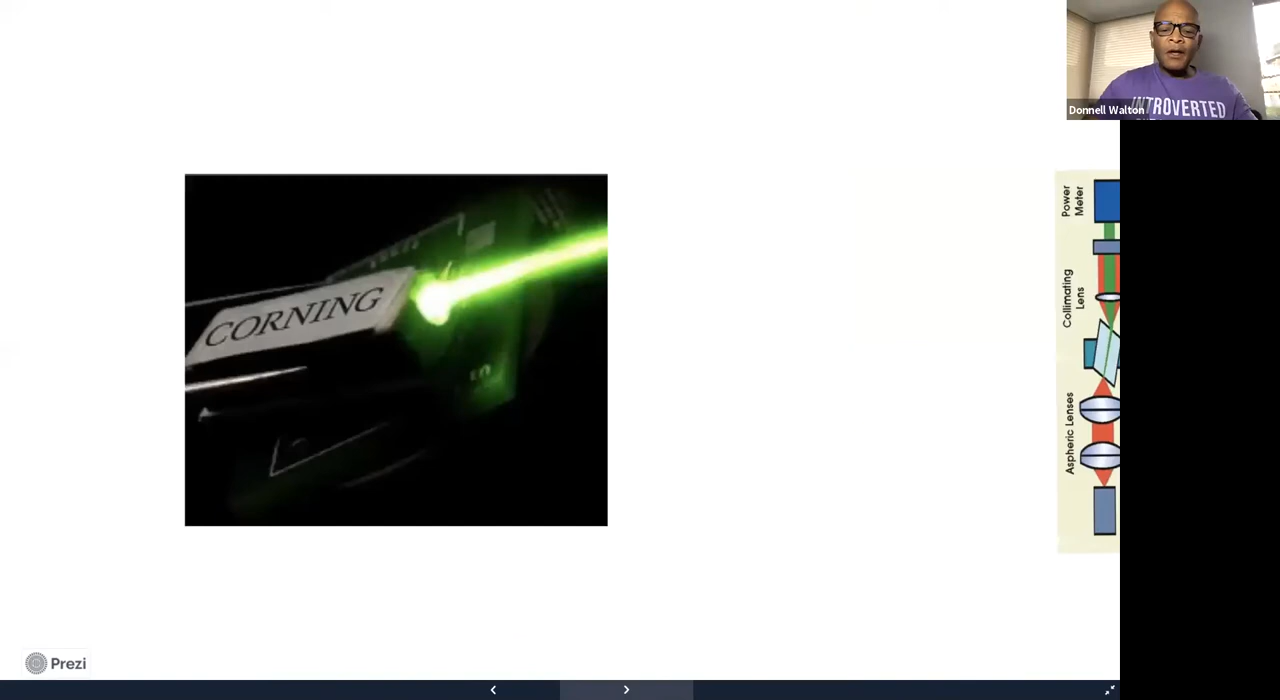 INTROVERTED
Donnell Walton
CORNING
Power
Meter
Collimating
Lens
Aspheric Lenses
Prezi